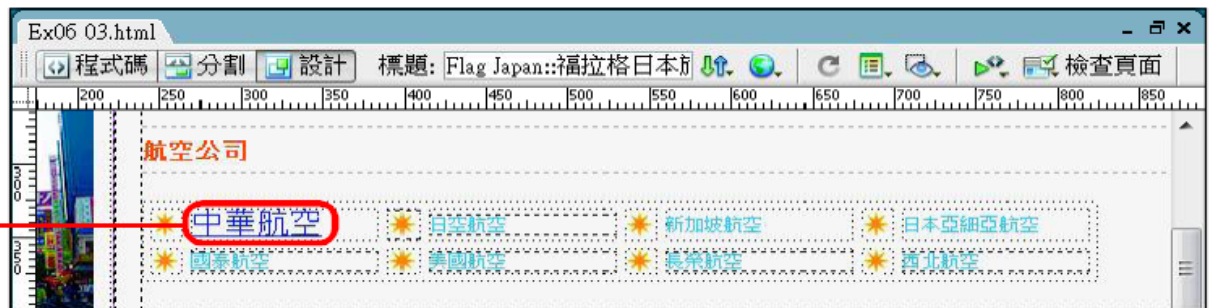 Ex06 03.html
程式碼 分割 設計 標題: Flag Japan::福拉格日本 檢查頁面
200 250 300 350 400 450 500 550 600 650 700 750 800 850
航空公司
300
中華航空 日空航空 新加坡航空 日本亞細亞航空
350
國泰航空 美國航空 長榮航空 西北航空